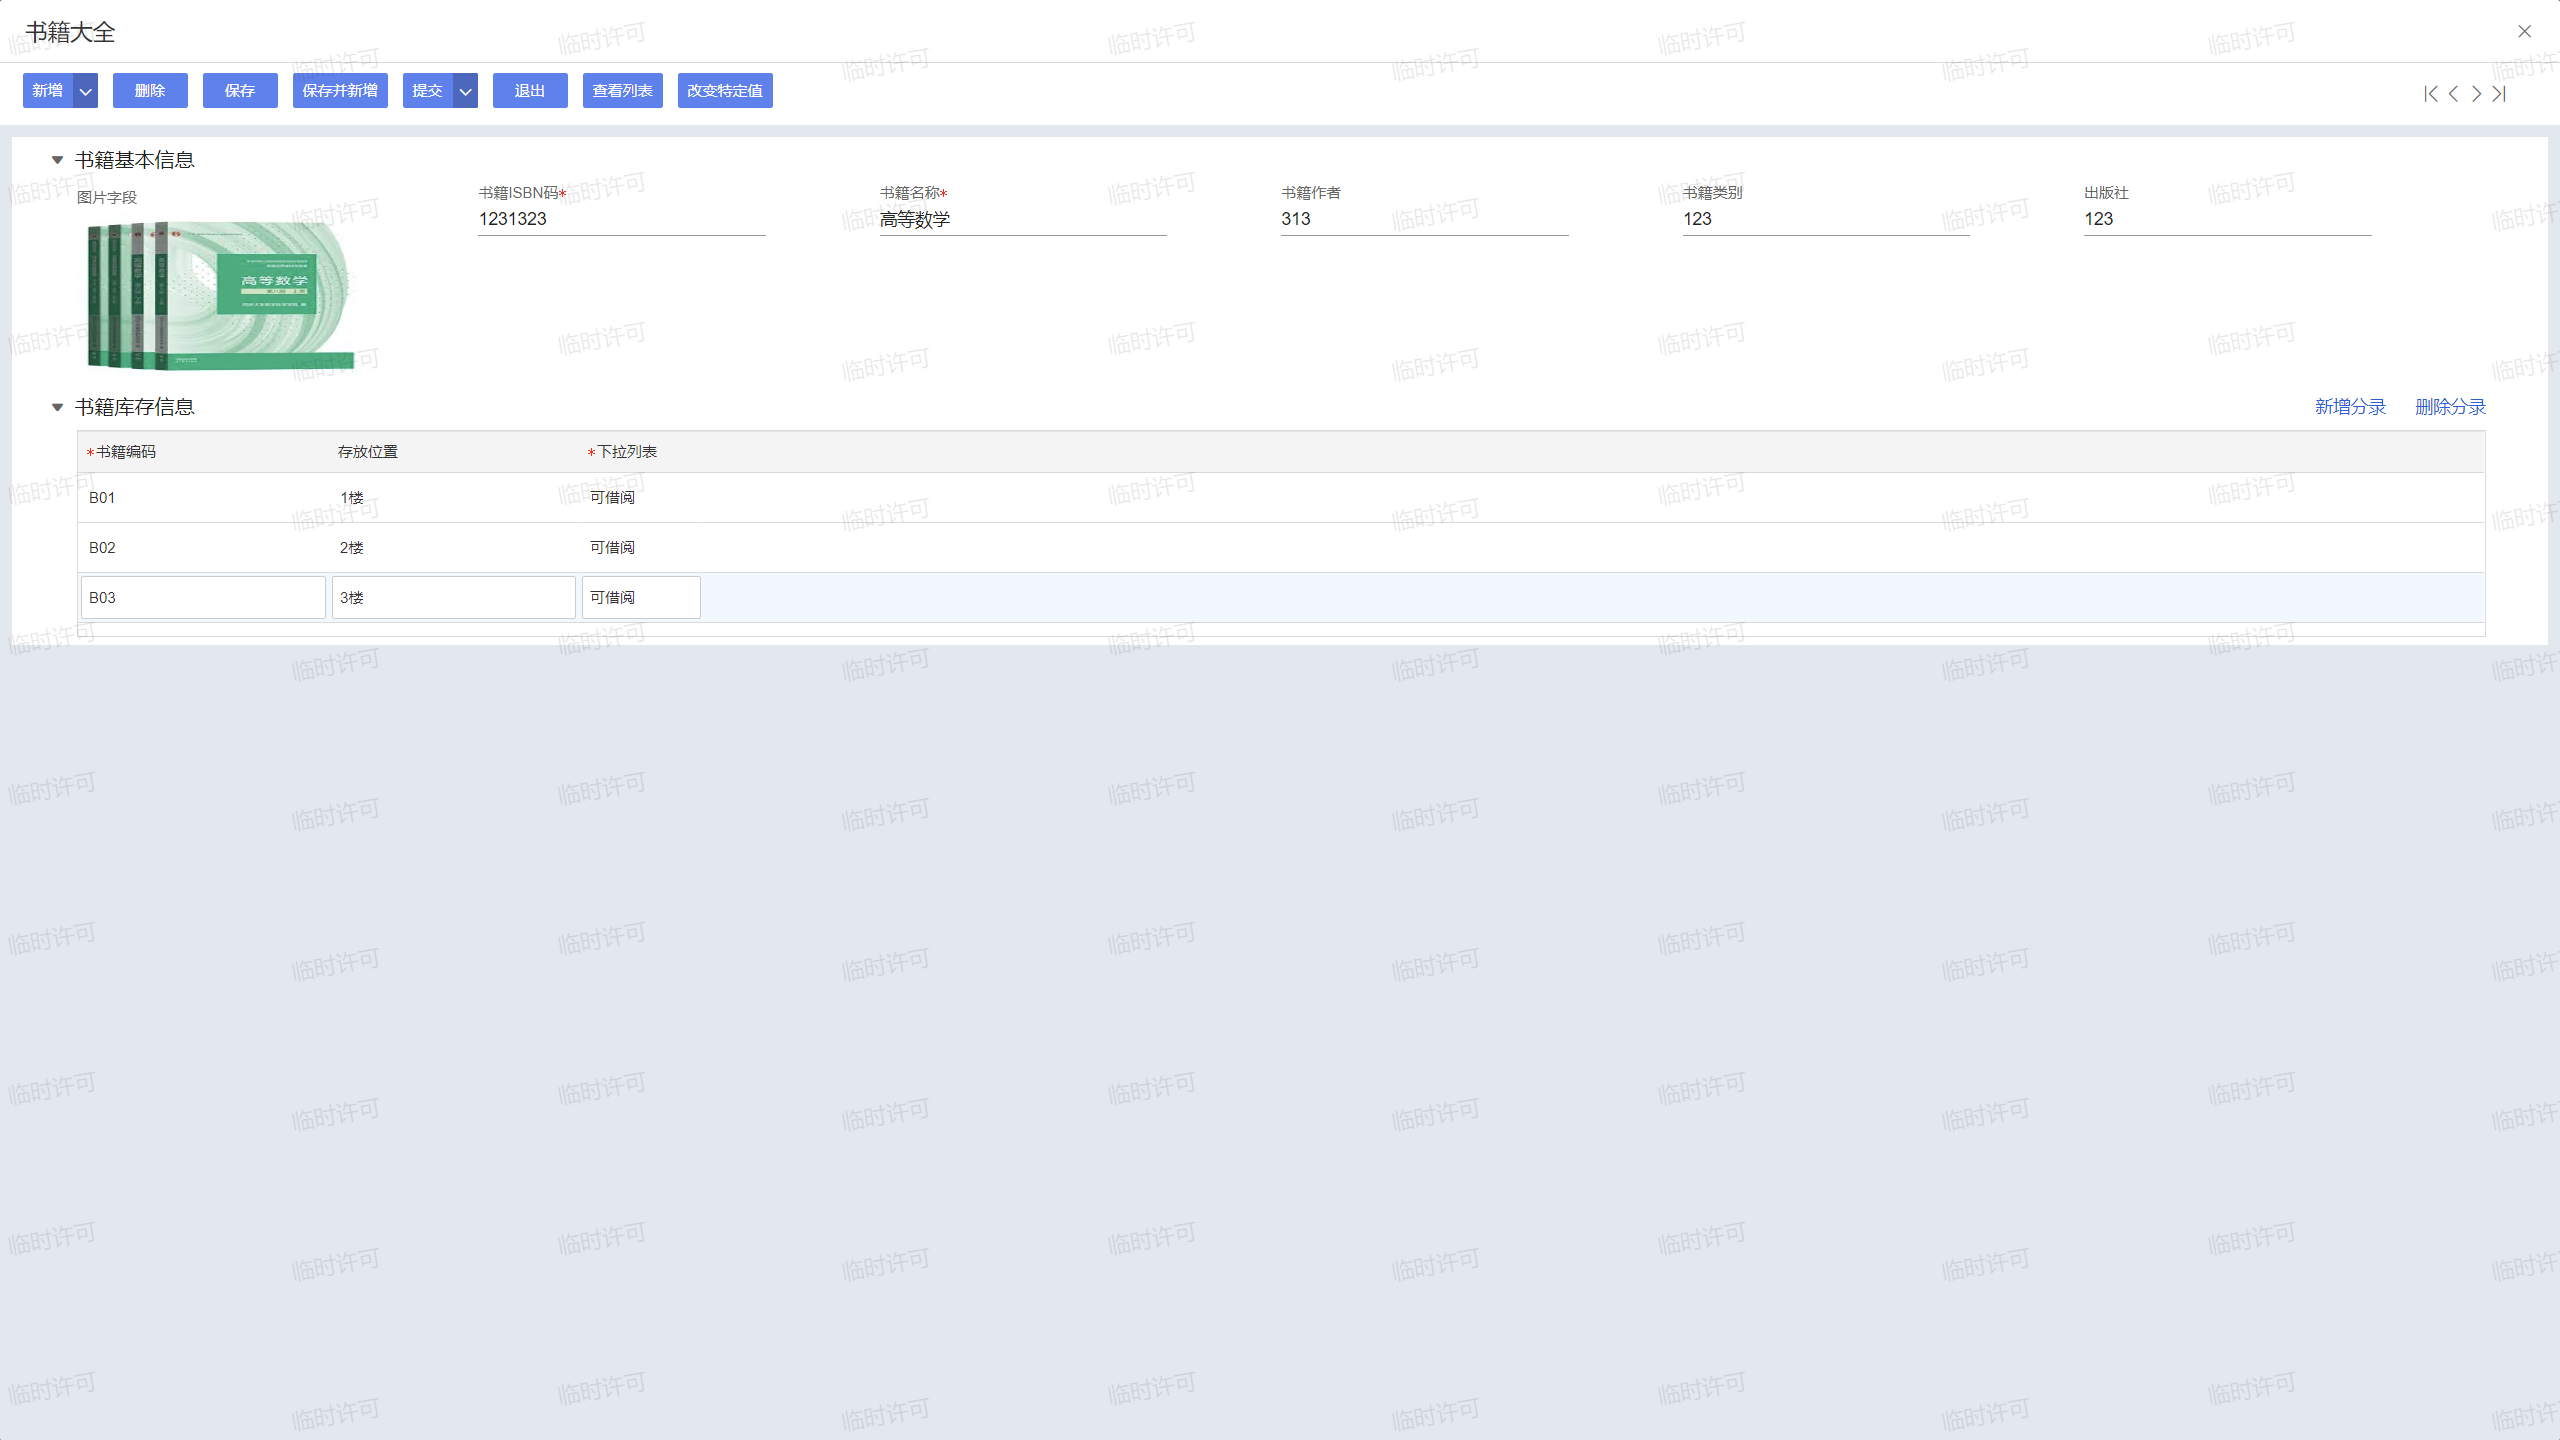 书籍大全
新增 删除 保存 保存并新增 提交 退出 查看列表 改变特定值
书籍基本信息
图片字段 书籍ISBN码* 书籍名称* 书籍作者 书籍类别 出版社
1231323 高等数学 313 123 123
高等数学
书籍库存信息 新增分录 删除分录
*书籍编码 存放位置 *下拉列表
B01 1楼 可借阅
B02 2楼 可借阅
B03 3楼 可借阅
临时许可